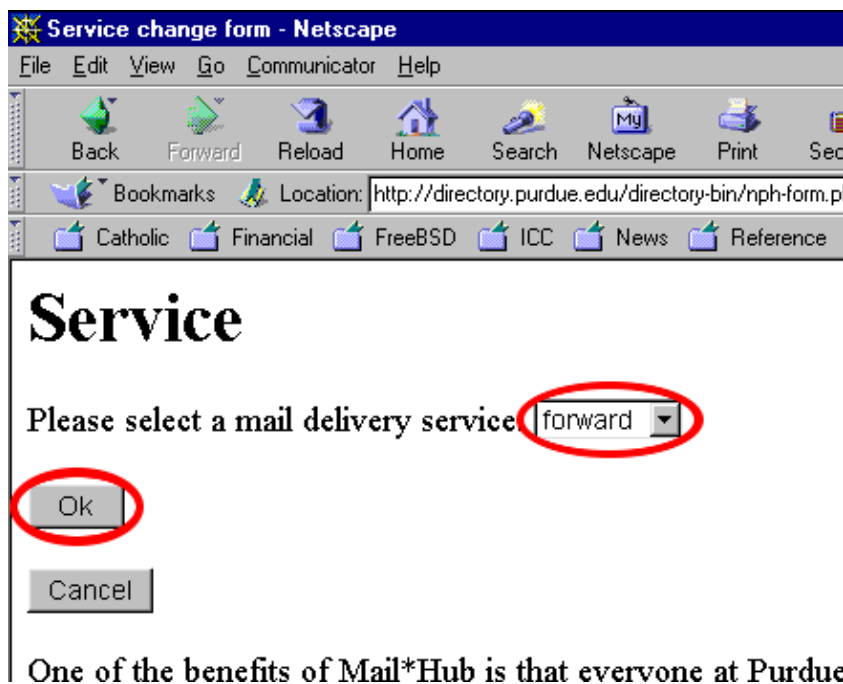 Service change form - Netscape
File Edit View Go Communicator Help
Back Forward Reload Home Search Netscape Print Sec
Bookmarks Location: http://directory.purdue.edu/directory-bin/nph-form.p
Catholic Financial FreeBSD ICC News Reference
Service
Please select a mail delivery service: forward
Ok
Cancel
One of the benefits of Mail*Hub is that everyone at Purdue